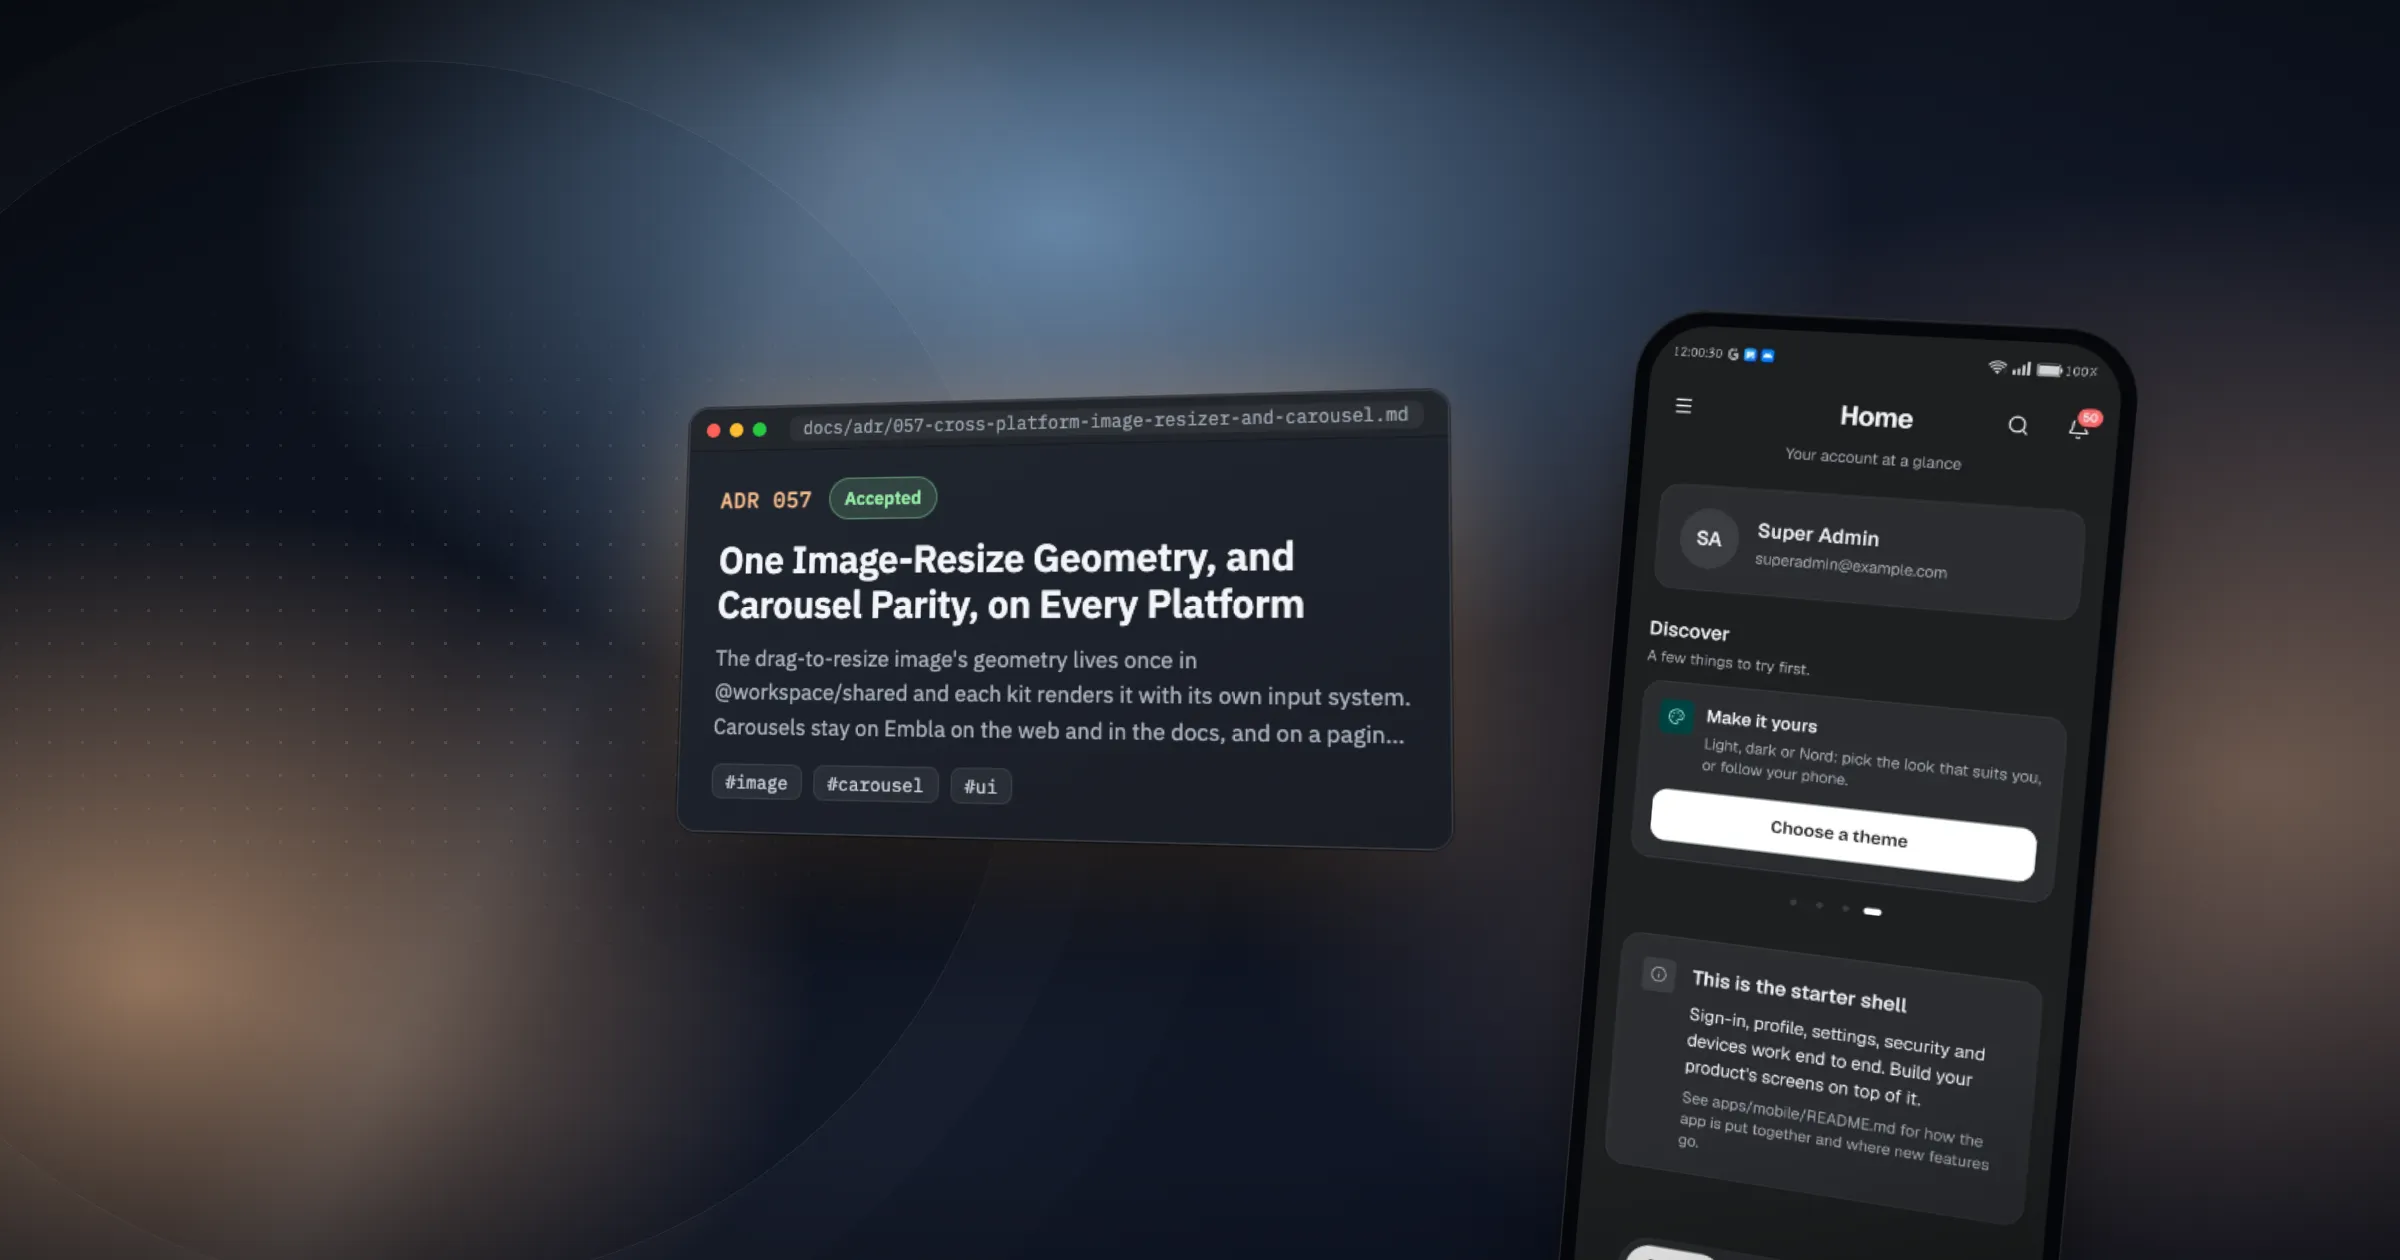 docs/adr/057-cross-platform-image-resizer-and-carousel.md
ADR 057
Accepted
One Image-Resize Geometry, and
Carousel Parity, on Every Platform
The drag-to-resize image's geometry lives once in
@workspace/shared and each kit renders it with its own input system.
Carousels stay on Embla on the web and in the docs, and on a pagin...
#image #carousel #ui
12:00:30
100%
Home
50
Your account at a glance
SA
Super Admin
superadmin@example.com
Discover
A few things to try first.
Make it yours
Light, dark or Nord: pick the look that suits you,
or follow your phone.
Choose a theme
This is the starter shell
Sign-in, profile, settings, security and
devices work end to end. Build your
product's screens on top of it.
See apps/mobile/README.md for how the
app is put together and where new features
go.